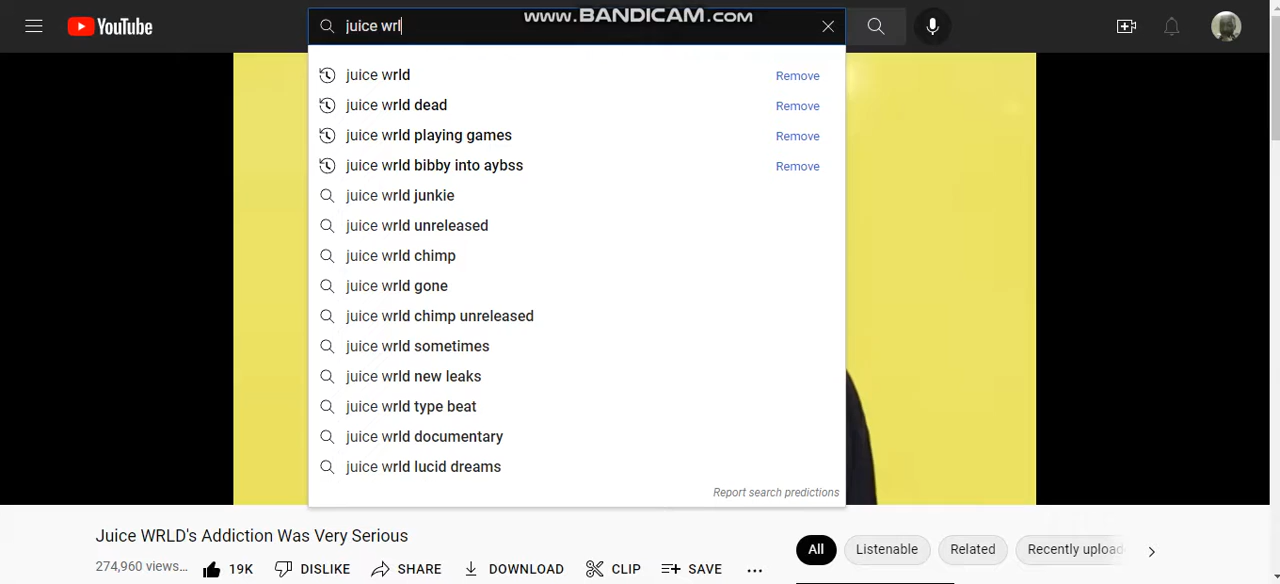 YouTube
juice wrl
www.BANDICAM.com
juice wrld
Remove
juice wrld dead
Remove
juice wrld playing games
Remove
juice wrld bibby into aybss
Remove
juice wrld junkie
juice wrld unreleased
juice wrld chimp
juice wrld gone
juice wrld chimp unreleased
juice wrld sometimes
juice wrld new leaks
juice wrld type beat
juice wrld documentary
juice wrld lucid dreams
Report search predictions
Juice WRLD's Addiction Was Very Serious
274,960 views...
19K
DISLIKE
SHARE
DOWNLOAD
CLIP
SAVE
...
All
Listenable
Related
Recently upload